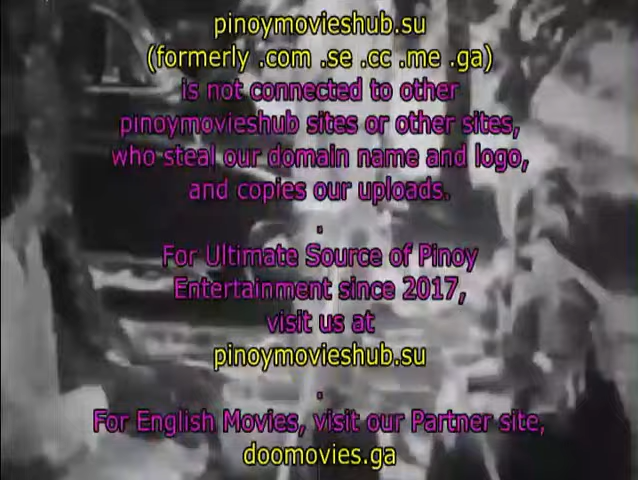 pinoymovieshub.su
(formerly .com .se .cc .me .ga)
is not connected to other
pinoymovieshub sites or other sites,
who steal our domain name and logo,
and copies our uploads.
.
For Ultimate Source of Pinoy
Entertainment since 2017,
visit us at
pinoymovieshub.su
.
For English Movies, visit our Partner site,
doomovies.ga